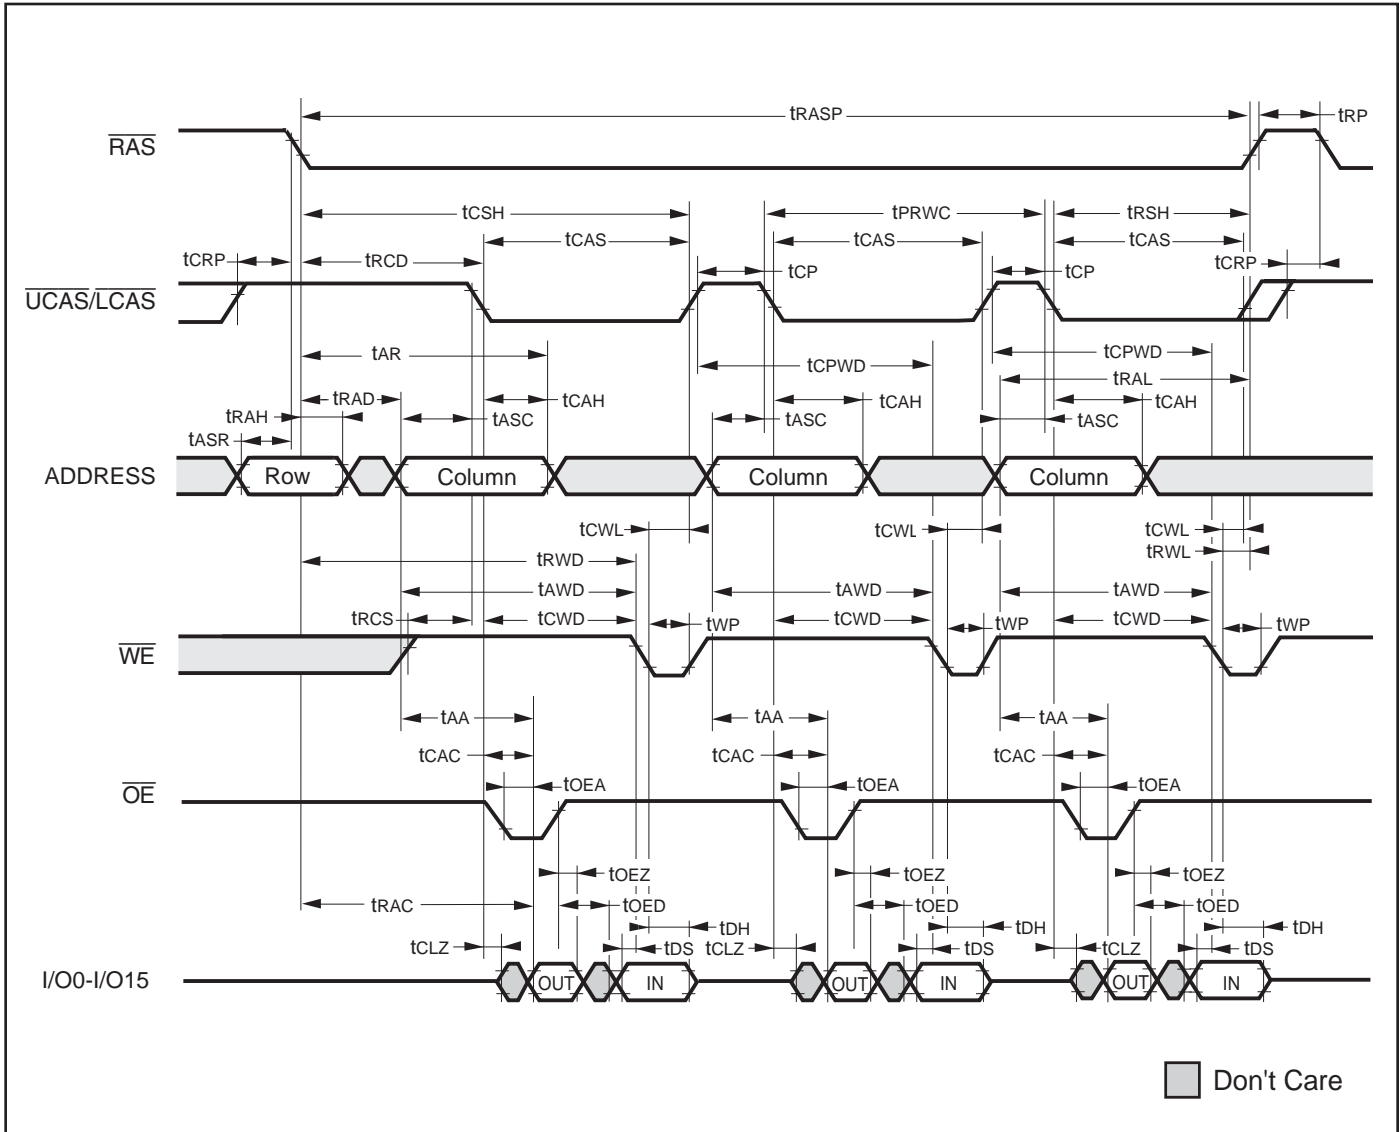 tRASP
tRP
RAS
tCSH
tPRWC
tRSH
tCAS
tCAS
tCAS
tCRP
tRCD
tCP
tCP
tCRP
UCAS/LCAS
tAR
tCPWD
tCPWD
tRAL
tRAD
tCAH
tCAH
tCAH
tRAH
tASC
tASC
tASC
tASR
ADDRESS
Row
Column
Column
Column
tCWL
tCWL
tCWL
tRWL
tRWD
tAWD
tAWD
tAWD
tRCS
tCWD
tWP
tCWD
tWP
tCWD
tWP
WE
tAA
tAA
tAA
tCAC
tCAC
tCAC
tOEA
tOEA
tOEA
OE
tOEZ
tOEZ
tOEZ
tRAC
tOED
tOED
tOED
tDH
tDH
tDH
tCLZ
tDS
tCLZ
tDS
tCLZ
tDS
I/O0-I/O15
OUT
IN
OUT
IN
OUT
IN
Don't Care